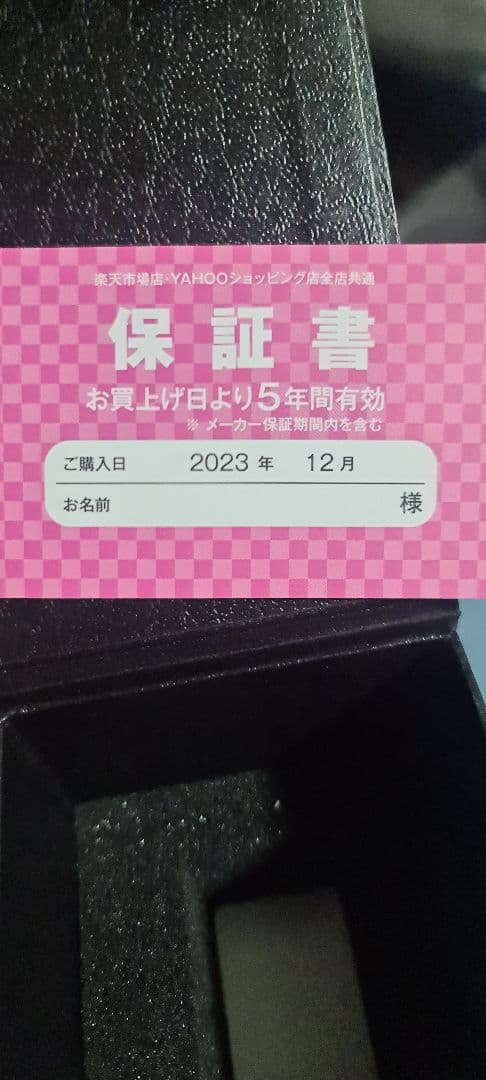 楽天市場店・YAHOOショッピング店全店共通
保証書
お買上げ日より5年間有効
※ メーカー保証期間内を含む
ご購入日 2023 年 12 月
お名前 様